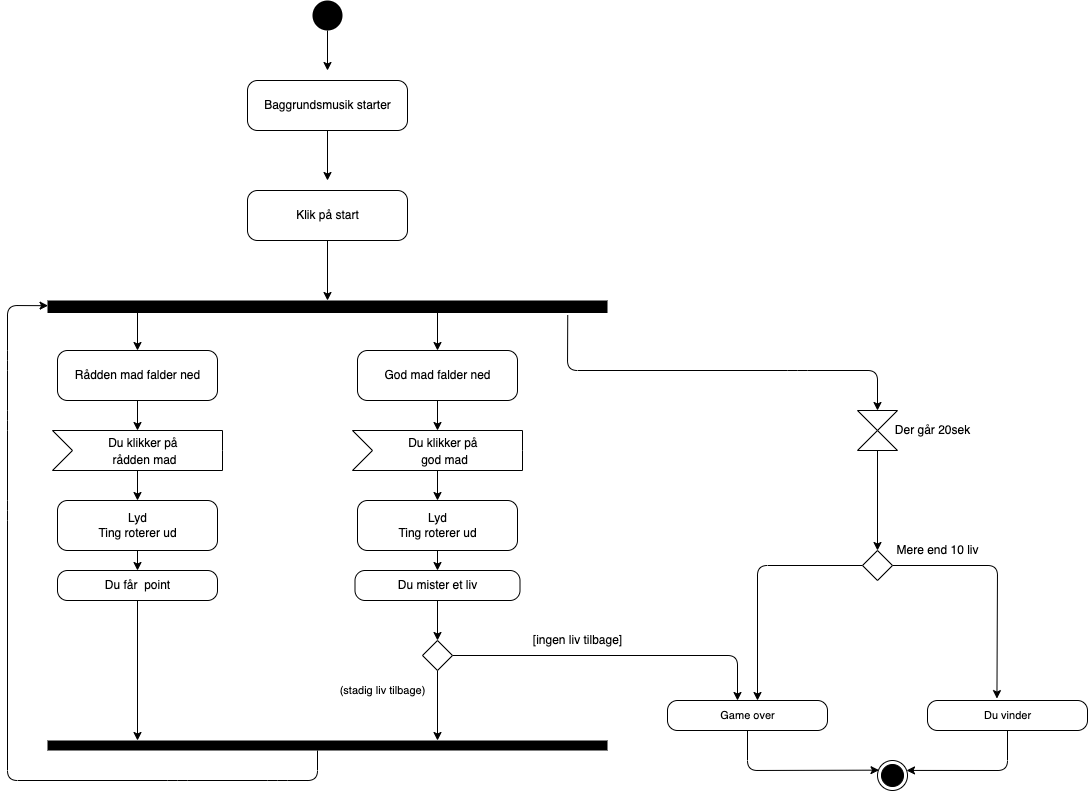 Baggrundsmusik starter
Klik på start
Rådden mad falder ned
God mad falder ned
Du klikker på
rådden mad
Du klikker på
god mad
Der går 20sek
Lyd
Ting roterer ud
Lyd
Ting roterer ud
Mere end 10 liv
Du får  point
Du mister et liv
[ingen liv tilbage]
(stadig liv tilbage)
Game over
Du vinder